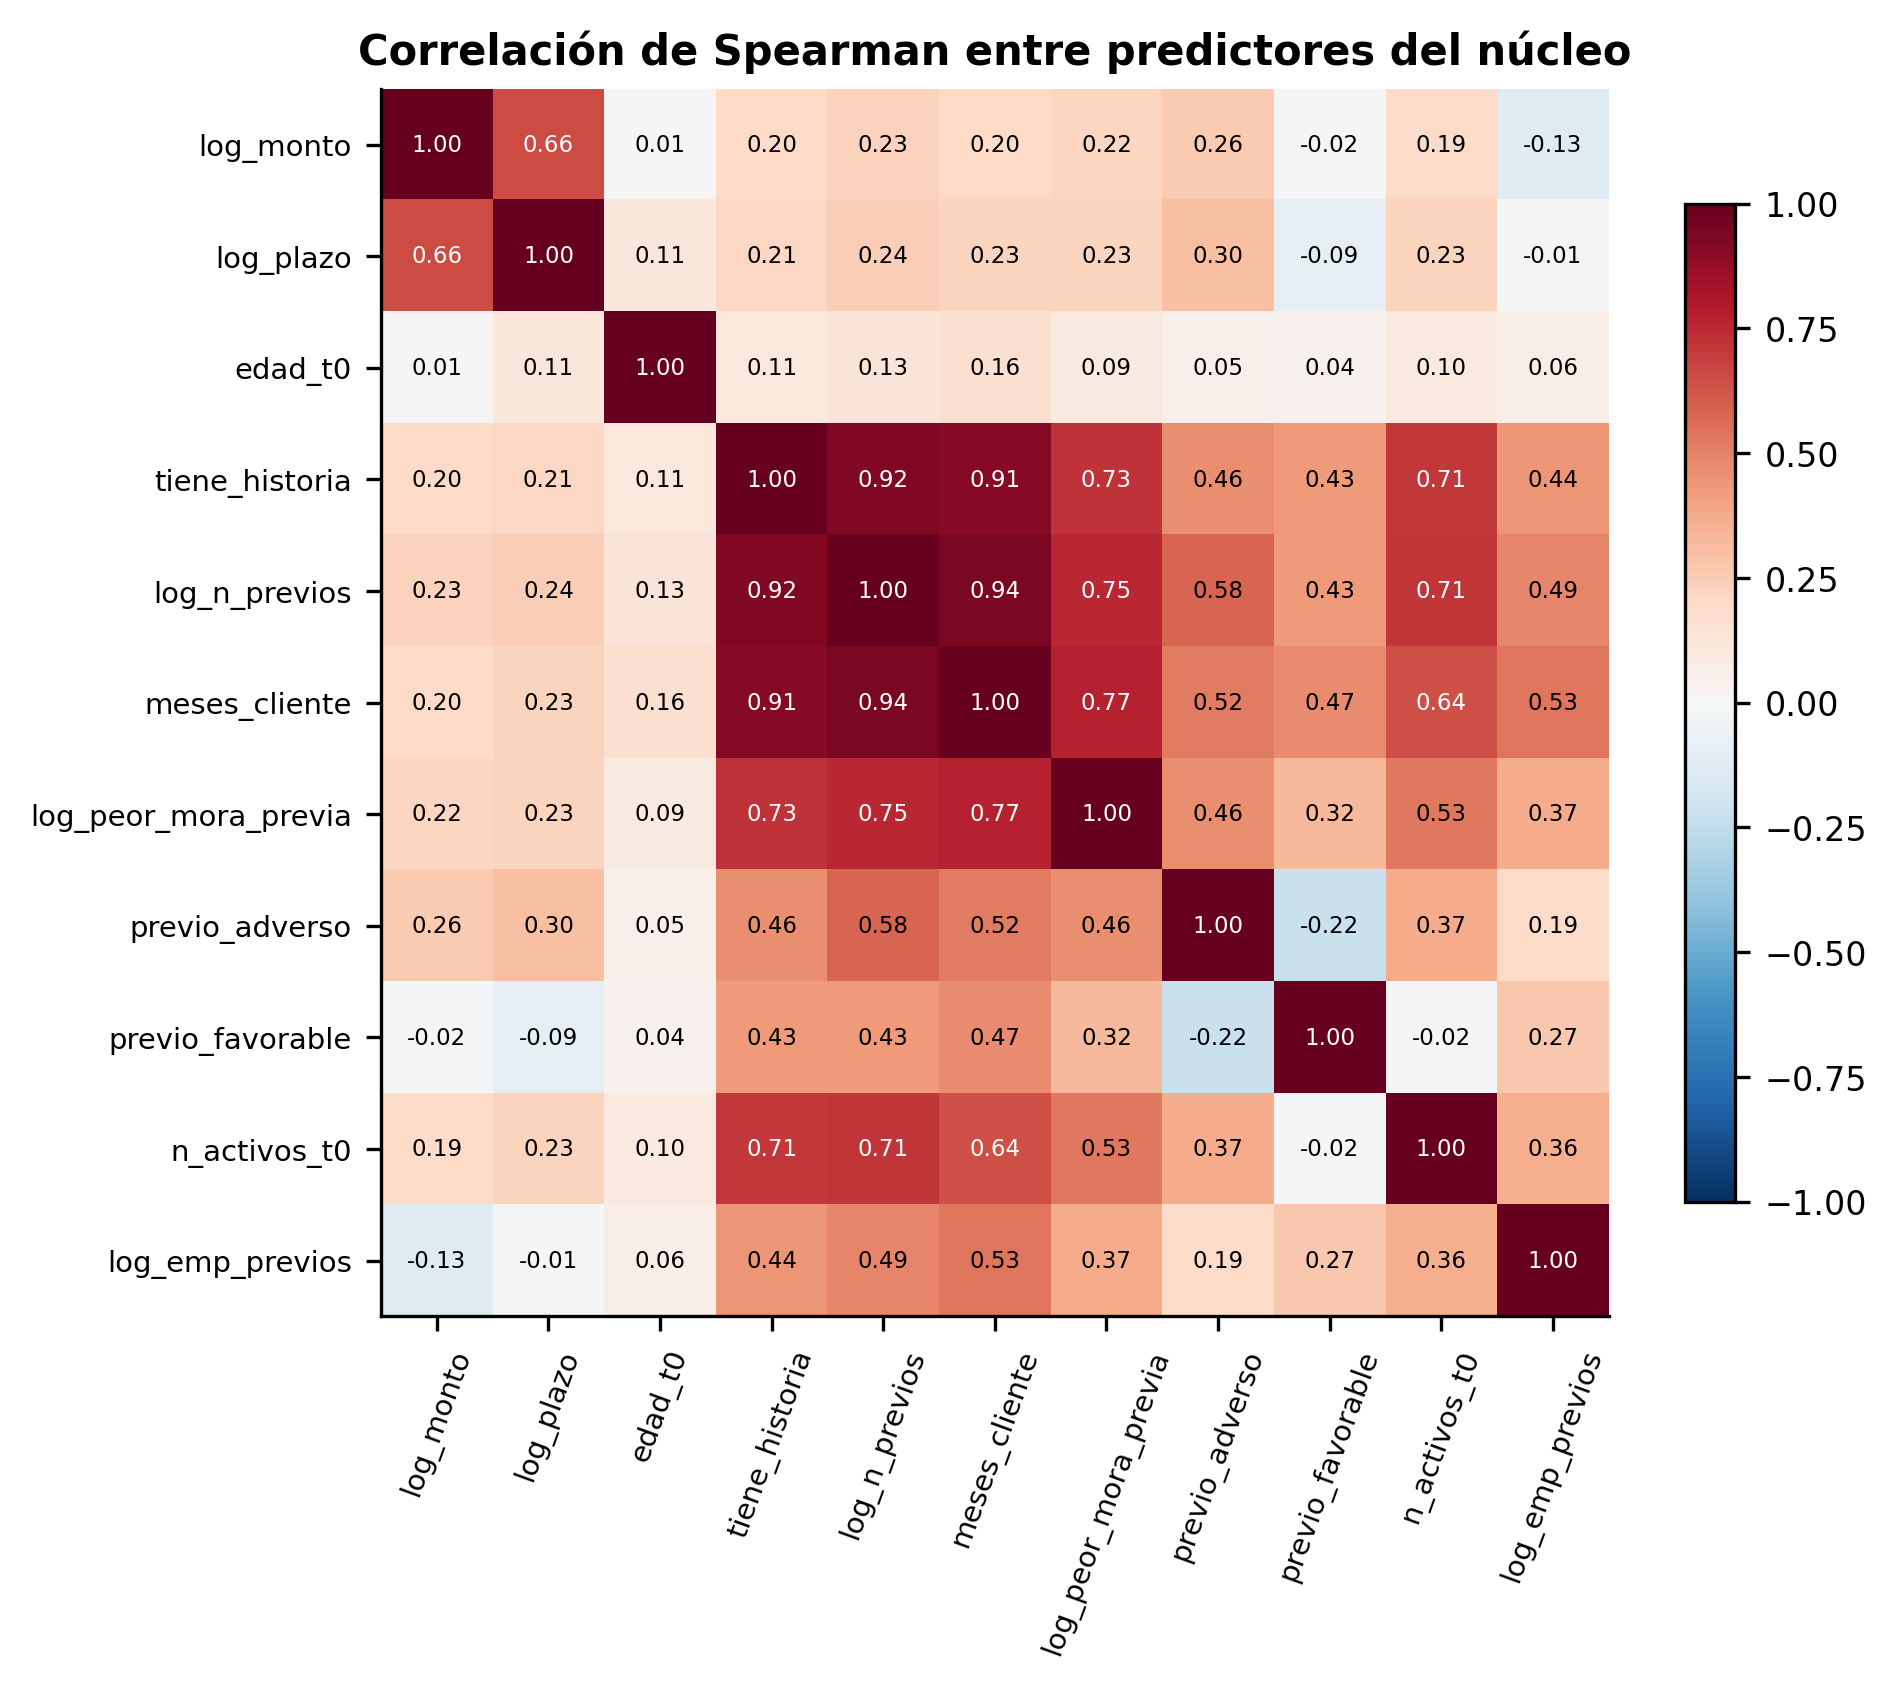 Correlación de Spearman entre predictores del núcleo
log_monto 1.00 0.66 0.01 0.20 0.23 0.20 0.22 0.26 -0.02 0.19 -0.13
log_plazo 0.66 1.00 0.11 0.21 0.24 0.23 0.23 0.30 -0.09 0.23 -0.01
edad_t0 0.01 0.11 1.00 0.11 0.13 0.16 0.09 0.05 0.04 0.10 0.06
tiene_historia 0.20 0.21 0.11 1.00 0.92 0.91 0.73 0.46 0.43 0.71 0.44
log_n_previos 0.23 0.24 0.13 0.92 1.00 0.94 0.75 0.58 0.43 0.71 0.49
meses_cliente 0.20 0.23 0.16 0.91 0.94 1.00 0.77 0.52 0.47 0.64 0.53
log_peor_mora_previa 0.22 0.23 0.09 0.73 0.75 0.77 1.00 0.46 0.32 0.53 0.37
previo_adverso 0.26 0.30 0.05 0.46 0.58 0.52 0.46 1.00 -0.22 0.37 0.19
previo_favorable -0.02 -0.09 0.04 0.43 0.43 0.47 0.32 -0.22 1.00 -0.02 0.27
n_activos_t0 0.19 0.23 0.10 0.71 0.71 0.64 0.53 0.37 -0.02 1.00 0.36
log_emp_previos -0.13 -0.01 0.06 0.44 0.49 0.53 0.37 0.19 0.27 0.36 1.00
log_monto
log_plazo
edad_t0
tiene_historia
log_n_previos
meses_cliente
log_peor_mora_previa
previo_adverso
previo_favorable
n_activos_t0
log_emp_previos
1.00
0.75
0.50
0.25
0.00
−0.25
−0.50
−0.75
−1.00